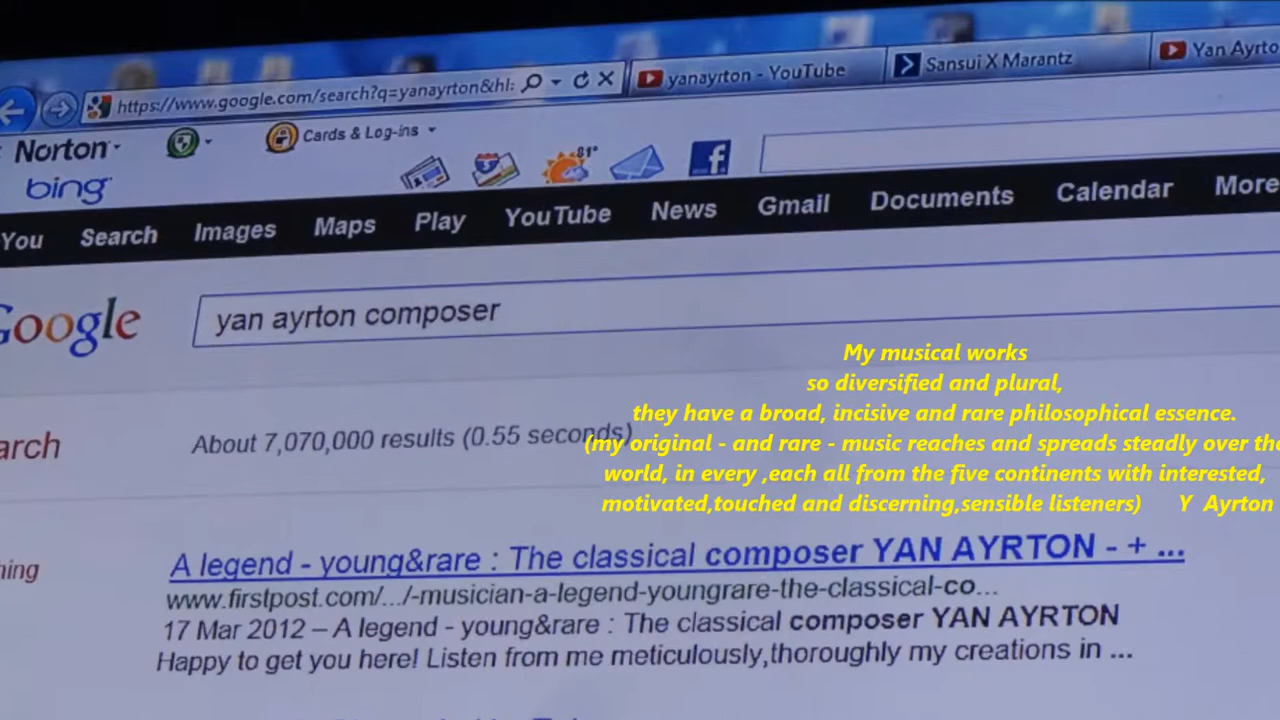 https://www.google.com/search?q=yanayrton&hl:
yanayrton - YouTube
Sansui X Marantz
Yan Ayrto
Norton
Cards & Log-ins
bing
81°
f
You Search Images Maps Play YouTube News Gmail Documents Calendar More
Google
yan ayrton composer
My musical works
so diversified and plural,
they have a broad, incisive and rare philosophical essence.
(my original - and rare - music reaches and spreads steadly over the
world, in every ,each all from the five continents with interested,
motivated,touched and discerning,sensible listeners) Y Ayrton
arch
About 7,070,000 results (0.55 seconds)
hing
A legend - young&rare : The classical composer YAN AYRTON - + ...
www.firstpost.com/.../-musician-a-legend-youngrare-the-classical-co...
17 Mar 2012 – A legend - young&rare : The classical composer YAN AYRTON
Happy to get you here! Listen from me meticulously,thoroughly my creations in ...